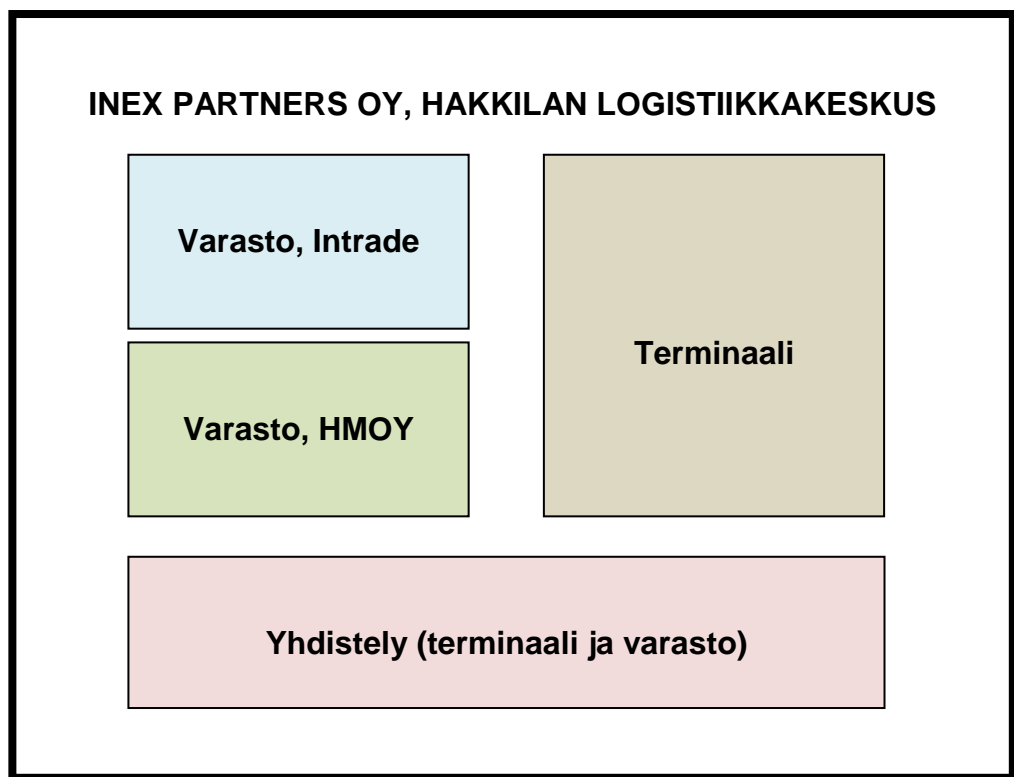 INEX PARTNERS OY, HAKKILAN LOGISTIIKKAKESKUS
Varasto, Intrade
Varasto, HMOY
Terminaali
Yhdistely (terminaali ja varasto)